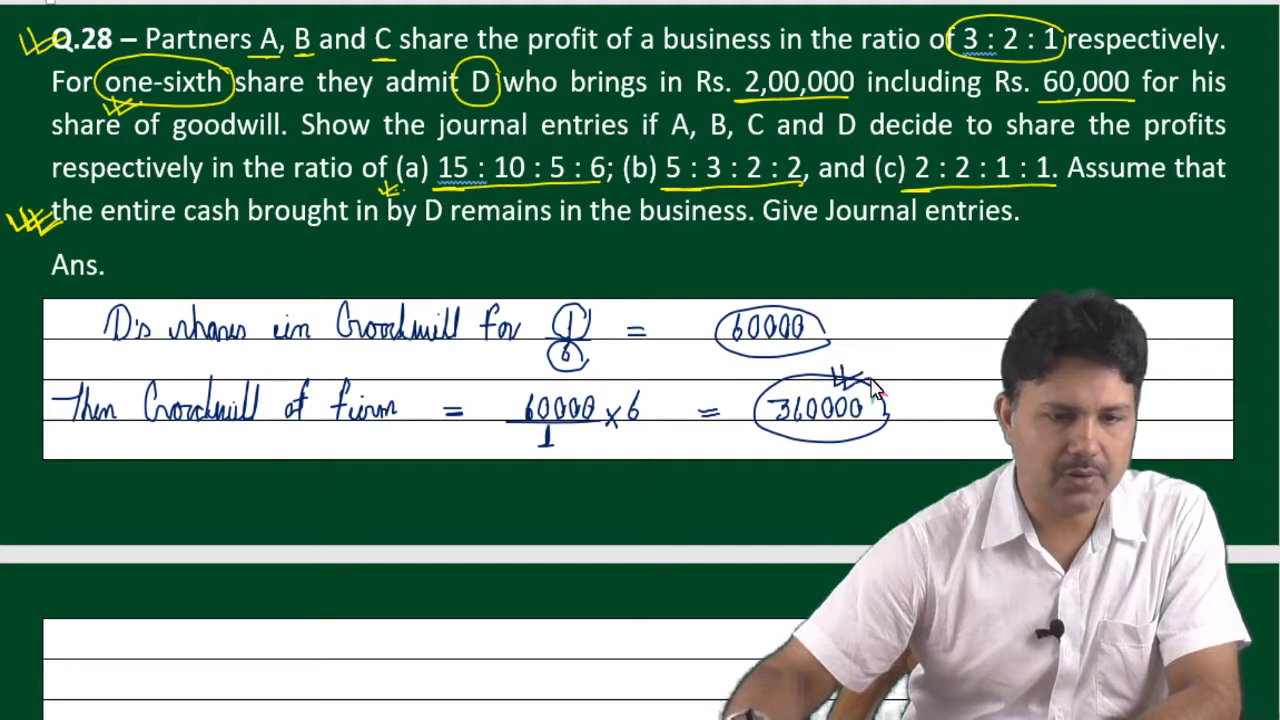 Q.28 – Partners A, B and C share the profit of a business in the ratio of 3 : 2 : 1 respectively.
For one-sixth share they admit D who brings in Rs. 2,00,000 including Rs. 60,000 for his
share of goodwill. Show the journal entries if A, B, C and D decide to share the profits
respectively in the ratio of (a) 15 : 10 : 5 : 6; (b) 5 : 3 : 2 : 2, and (c) 2 : 2 : 1 : 1. Assume that
the entire cash brought in by D remains in the business. Give Journal entries.
Ans.
D's shares in Goodwill for 1/6 = 60000
Then Goodwill of firm = 60000/1 × 6 = 360000